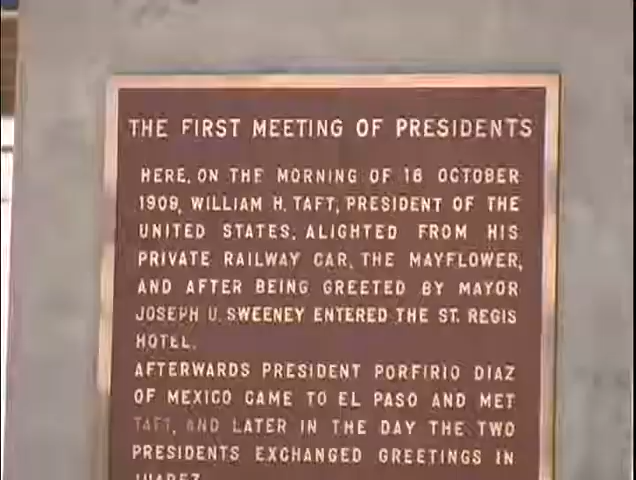 THE FIRST MEETING OF PRESIDENTS
HERE, ON THE MORNING OF 16 OCTOBER
1909, WILLIAM H. TAFT, PRESIDENT OF THE
UNITED STATES, ALIGHTED FROM HIS
PRIVATE RAILWAY CAR, THE MAYFLOWER,
AND AFTER BEING GREETED BY MAYOR
JOSEPH U. SWEENEY ENTERED THE ST. REGIS
HOTEL.
AFTERWARDS PRESIDENT PORFIRIO DIAZ
OF MEXICO CAME TO EL PASO AND MET
TAFT, AND LATER IN THE DAY THE TWO
PRESIDENTS EXCHANGED GREETINGS IN
JUAREZ